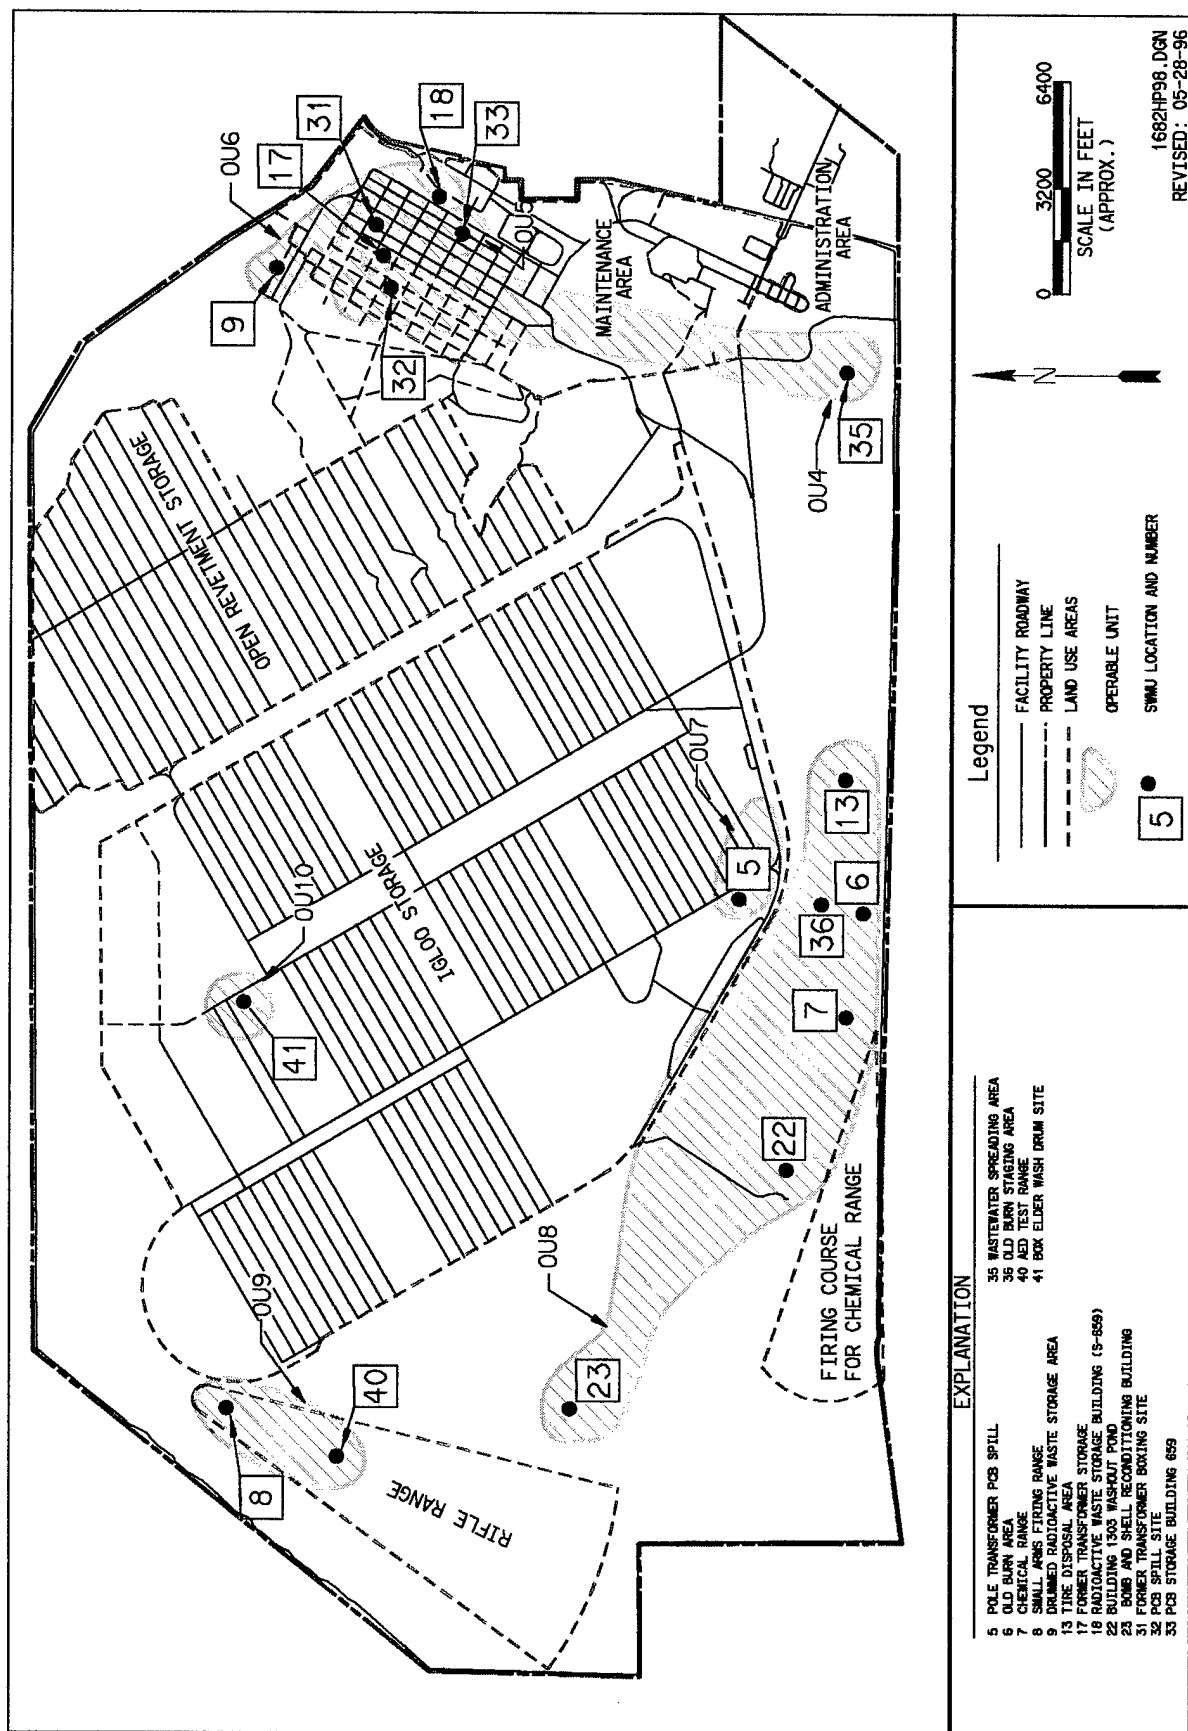 OU6
17
31
18
33
9
32
OU5
MAINTENANCE
AREA
ADMINISTRATION
AREA
OU4
35
OPEN REVETMENT STORAGE
IGLOO STORAGE
OU10
41
OU7
5
13
36
6
7
22
OU8
23
FIRING COURSE
FOR CHEMICAL RANGE
OU9
8
40
RIFLE RANGE
EXPLANATION
5 POLE TRANSFORMER PCB SPILL
6 OLD BURN AREA
7 CHEMICAL RANGE
8 SMALL ARMS FIRING RANGE
9 DRUMMED RADIOACTIVE WASTE STORAGE AREA
13 TIRE DISPOSAL AREA
17 FORMER TRANSFORMER STORAGE
18 RADIOACTIVE WASTE STORAGE BUILDING (S-659)
22 BUILDING 1303 WASHOUT POND
23 BOMB AND SHELL RECONDITIONING BUILDING
31 FORMER TRANSFORMER BOXING SITE
32 PCB SPILL SITE
33 PCB STORAGE BUILDING 659
35 WASTEWATER SPREADING AREA
36 OLD BURN STAGING AREA
40 AED TEST RANGE
41 BOX ELDER WASH DRUM SITE
Legend
FACILITY ROADWAY
PROPERTY LINE
LAND USE AREAS
OPERABLE UNIT
5
SWMU LOCATION AND NUMBER
N
0 3200 6400
SCALE IN FEET
(APPROX.)
1682HP98.DGN
REVISED: 05-28-96